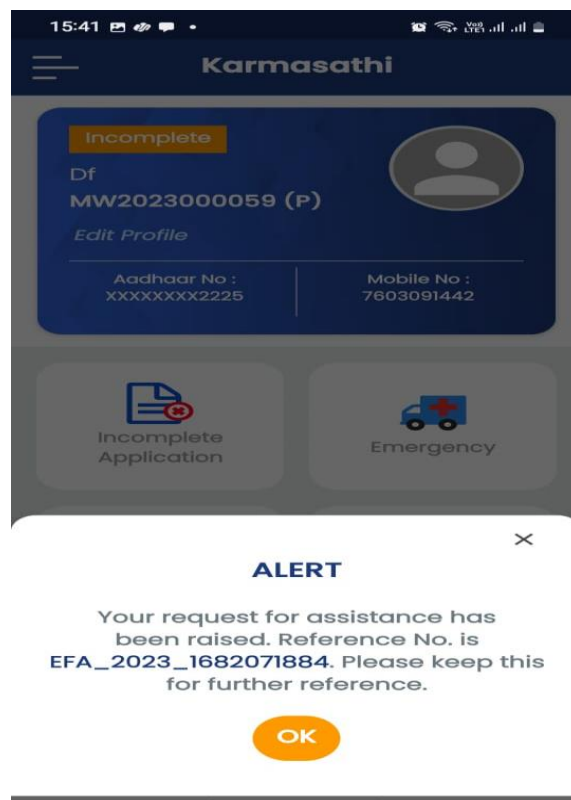 15:41
Karmasathi
Incomplete
Df
MW2023000059 (P)
Edit Profile
Aadhaar No :
XXXXXXXX2225
Mobile No :
7603091442
Incomplete
Application
Emergency
ALERT
Your request for assistance has
been raised. Reference No. is
EFA_2023_1682071884. Please keep this
for further reference.
OK